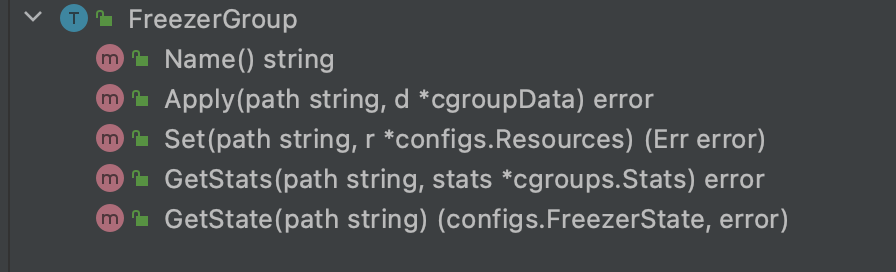 T FreezerGroup
m Name() string
m Apply(path string, d *cgroupData) error
m Set(path string, r *configs.Resources) (Err error)
m GetStats(path string, stats *cgroups.Stats) error
m GetState(path string) (configs.FreezerState, error)